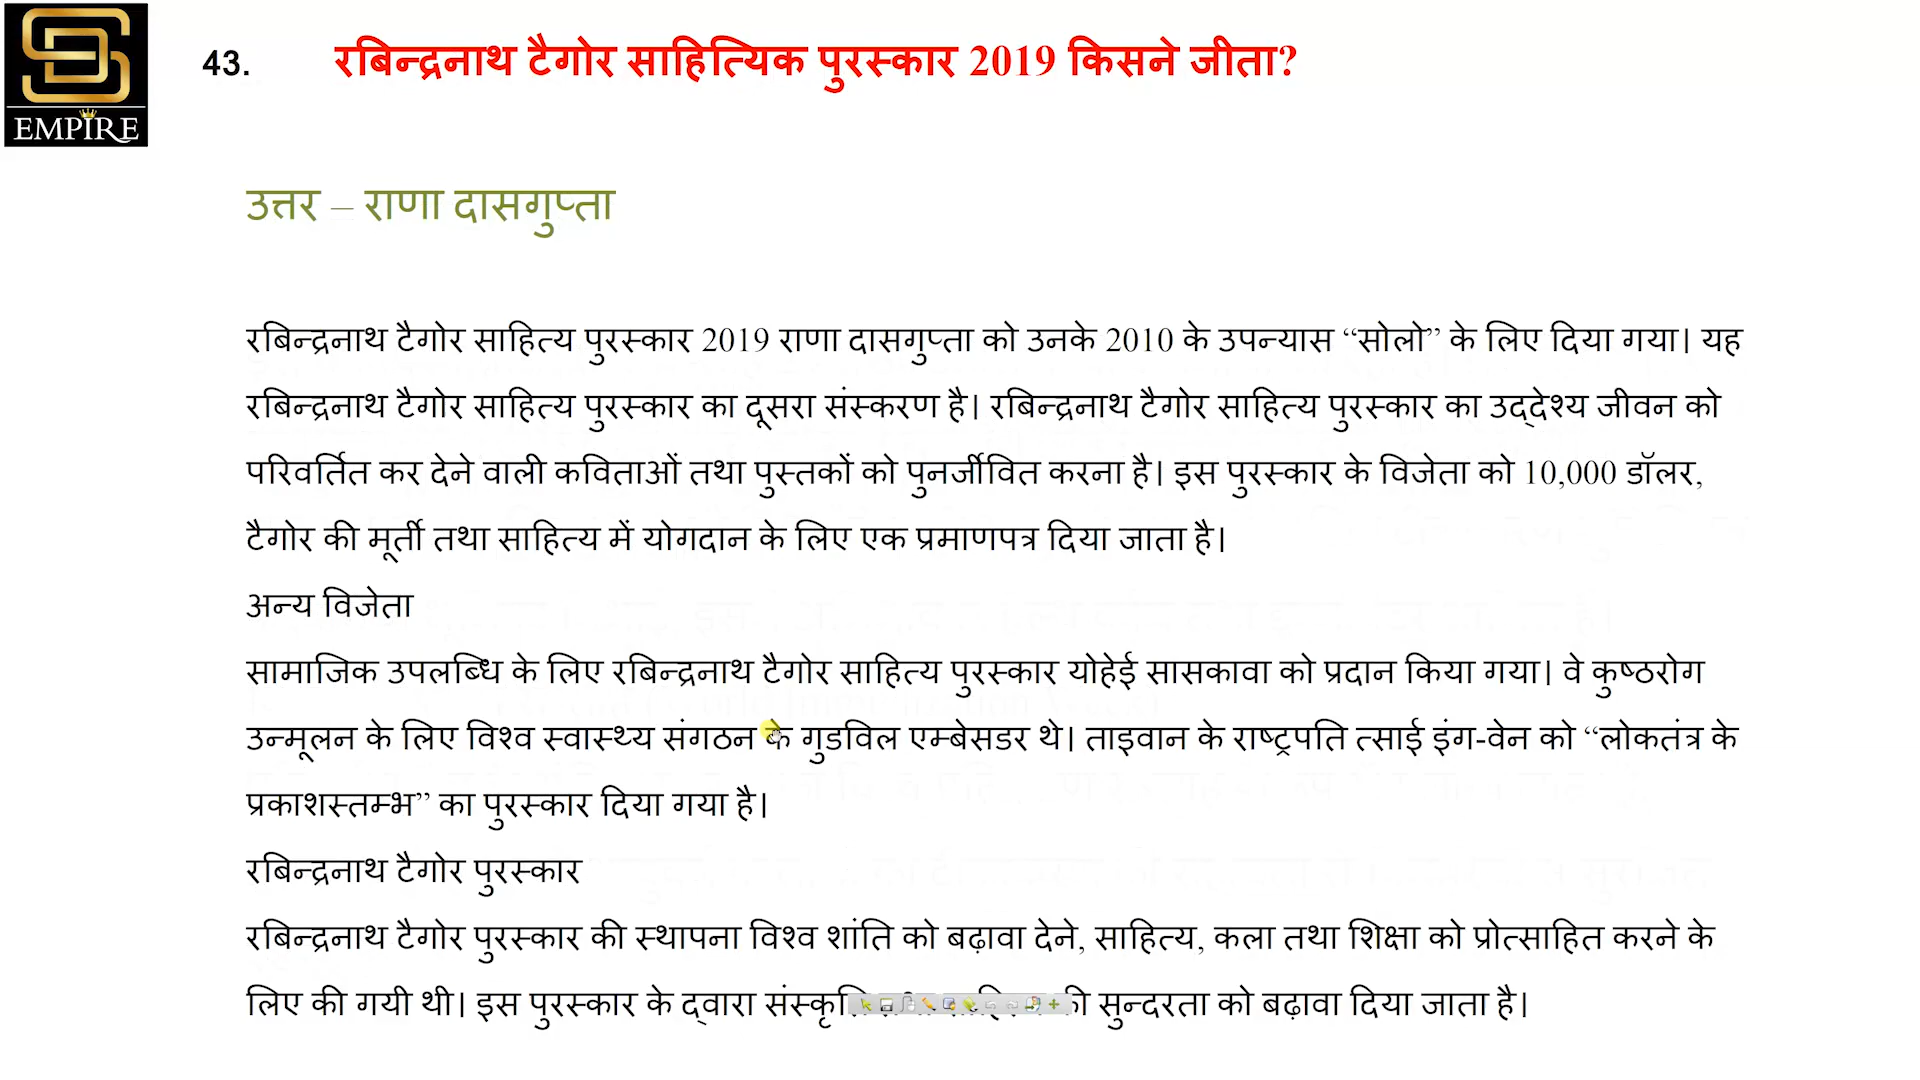 EMPIRE
43. रबिन्द्रनाथ टैगोर साहित्यिक पुरस्कार 2019 किसने जीता?
उत्तर – राणा दासगुप्ता
रबिन्द्रनाथ टैगोर साहित्य पुरस्कार 2019 राणा दासगुप्ता को उनके 2010 के उपन्यास “सोलो” के लिए दिया गया। यह
रबिन्द्रनाथ टैगोर साहित्य पुरस्कार का दूसरा संस्करण है। रबिन्द्रनाथ टैगोर साहित्य पुरस्कार का उद्देश्य जीवन को
परिवर्तित कर देने वाली कविताओं तथा पुस्तकों को पुनर्जीवित करना है। इस पुरस्कार के विजेता को 10,000 डॉलर,
टैगोर की मूर्ती तथा साहित्य में योगदान के लिए एक प्रमाणपत्र दिया जाता है।
अन्य विजेता
सामाजिक उपलब्धि के लिए रबिन्द्रनाथ टैगोर साहित्य पुरस्कार योहेई सासकावा को प्रदान किया गया। वे कुष्ठरोग
उन्मूलन के लिए विश्व स्वास्थ्य संगठन के गुडविल एम्बेसडर थे। ताइवान के राष्ट्रपति त्साई इंग-वेन को “लोकतंत्र के
प्रकाशस्तम्भ” का पुरस्कार दिया गया है।
रबिन्द्रनाथ टैगोर पुरस्कार
रबिन्द्रनाथ टैगोर पुरस्कार की स्थापना विश्व शांति को बढ़ावा देने, साहित्य, कला तथा शिक्षा को प्रोत्साहित करने के
लिए की गयी थी। इस पुरस्कार के द्वारा की सुन्दरता को बढ़ावा दिया जाता है।